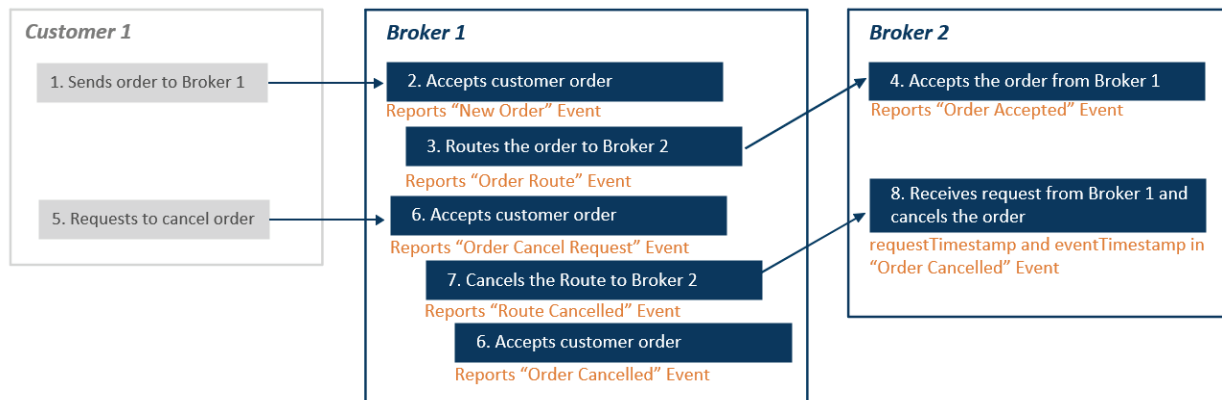 Customer 1
1. Sends order to Broker 1
5. Requests to cancel order
Broker 1
2. Accepts customer order
Reports “New Order” Event
3. Routes the order to Broker 2
Reports “Order Route” Event
6. Accepts customer order
Reports “Order Cancel Request” Event
7. Cancels the Route to Broker 2
Reports “Route Cancelled” Event
6. Accepts customer order
Reports “Order Cancelled” Event
Broker 2
4. Accepts the order from Broker 1
Reports “Order Accepted” Event
8. Receives request from Broker 1 and
cancels the order
requestTimestamp and eventTimestamp in
“Order Cancelled” Event